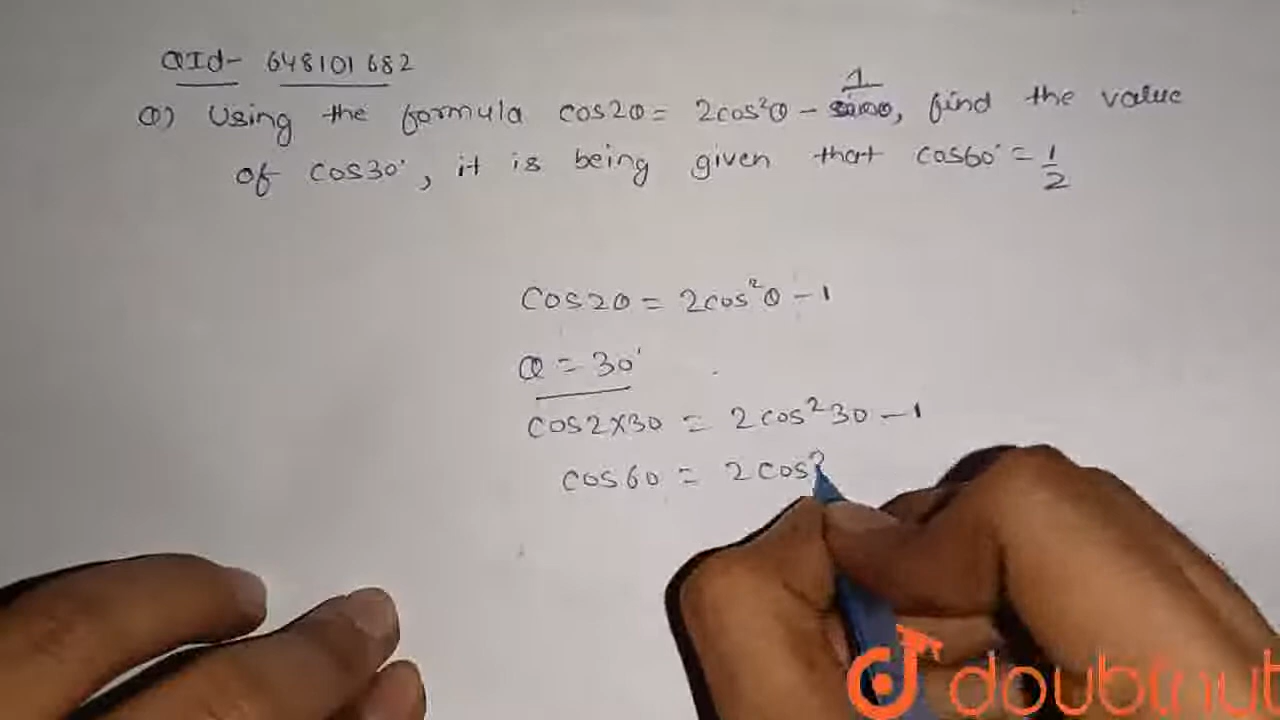 QId- 648101682
Q) Using the formula cos2θ = 2cos²θ - 1, find the value
of cos30°, it is being given that cos60° = 1/2
cos2θ = 2cos²θ - 1
θ = 30°
cos2×30 = 2cos²30 - 1
cos60 = 2cos²
doubtnut